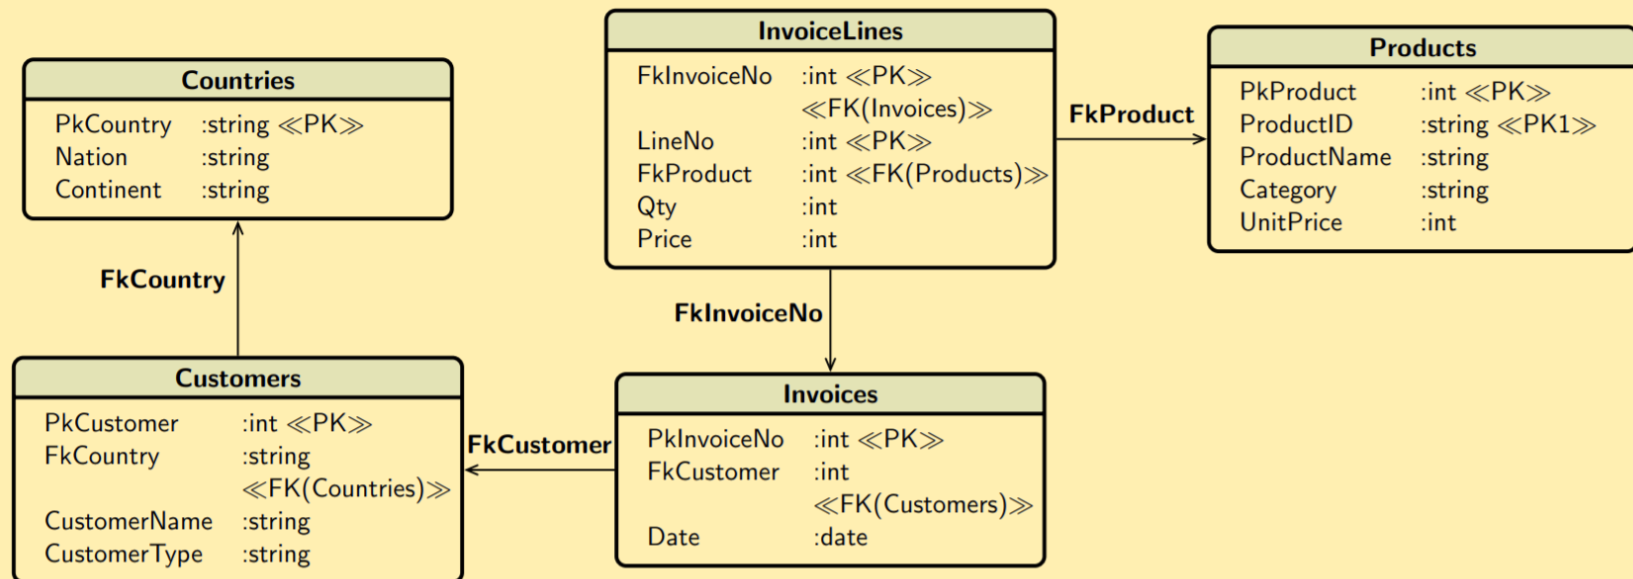 Countries
PkCountry :string ≪PK≫
Nation :string
Continent :string
FkCountry
Customers
PkCustomer :int ≪PK≫
FkCountry :string
≪FK(Countries)≫
CustomerName :string
CustomerType :string
InvoiceLines
FkInvoiceNo :int ≪PK≫
≪FK(Invoices)≫
LineNo :int ≪PK≫
FkProduct :int ≪FK(Products)≫
Qty :int
Price :int
FkProduct
Products
PkProduct :int ≪PK≫
ProductID :string ≪PK1≫
ProductName :string
Category :string
UnitPrice :int
FkInvoiceNo
Invoices
PkInvoiceNo :int ≪PK≫
FkCustomer :int
≪FK(Customers)≫
Date :date
FkCustomer